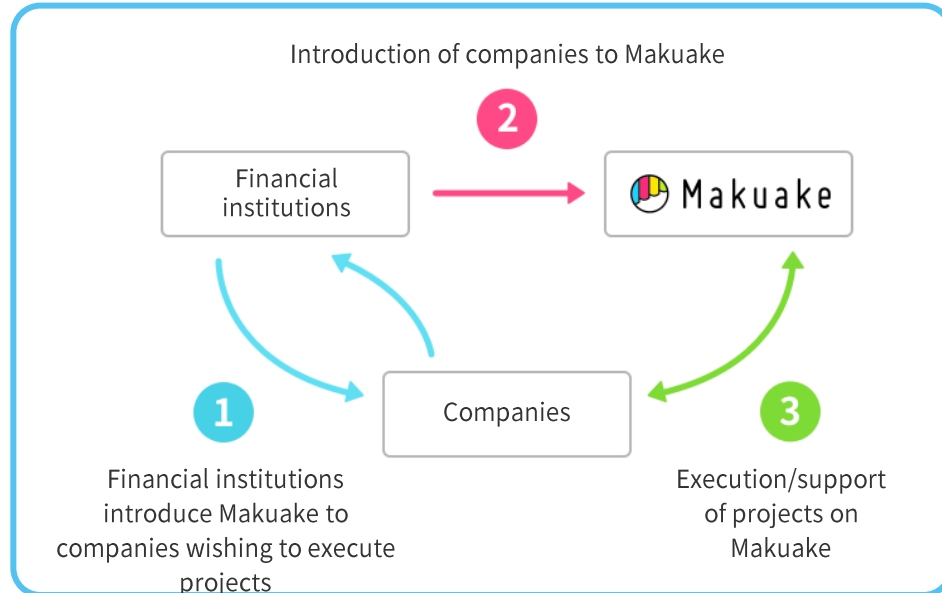 Introduction of companies to Makuake
2
Financial
institutions
Makuake
Companies
1
3
Financial institutions
introduce Makuake to
companies wishing to execute
projects
Execution/support
of projects on
Makuake